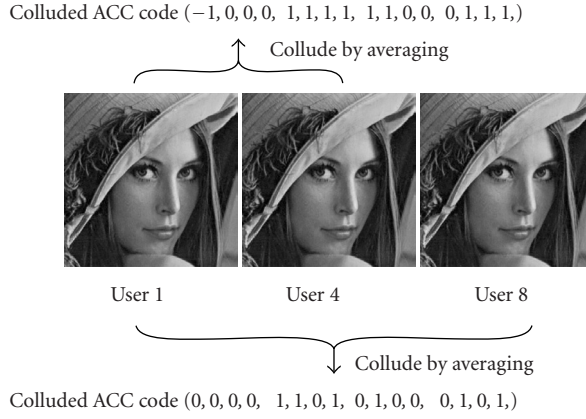 Colluded ACC code (−1, 0, 0, 0, 1, 1, 1, 1, 1, 1, 0, 0, 0, 1, 1, 1,)
Collude by averaging
User 1 User 4 User 8
Collude by averaging
Colluded ACC code (0, 0, 0, 0, 1, 1, 0, 1, 0, 1, 0, 0, 0, 1, 0, 1,)